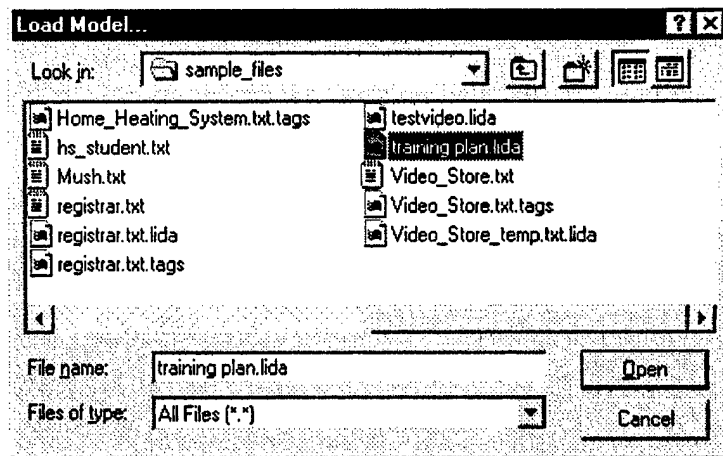 Load Model...
Look in: sample_files
Home_Heating_System.txt.tags
hs_student.txt
Mush.txt
registrar.txt
registrar.txt.lida
registrar.txt.tags
testvideo.lida
training plan.lida
Video_Store.txt
Video_Store.txt.tags
Video_Store_temp.txt.lida
File name: training plan.lida
Open
Files of type: All Files (*.*)
Cancel